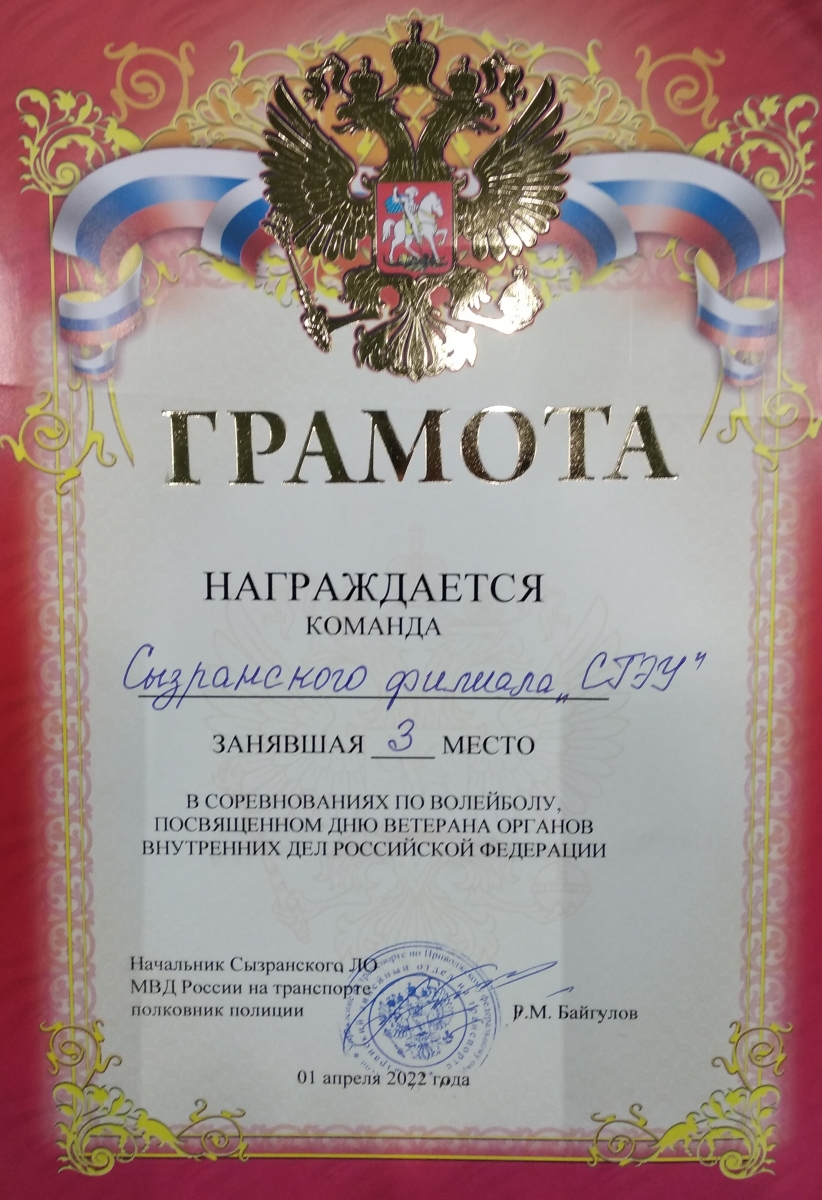 ГРАМОТА
НАГРАЖДАЕТСЯ
КОМАНДА
Сызранского филиала „СГЭУ"
ЗАНЯВШАЯ 3 МЕСТО
В СОРЕВНОВАНИЯХ ПО ВОЛЕЙБОЛУ,
ПОСВЯЩЕННОМ ДНЮ ВЕТЕРАНА ОРГАНОВ
ВНУТРЕННИХ ДЕЛ РОССИЙСКОЙ ФЕДЕРАЦИИ
Начальник Сызранского ЛО
МВД России на транспорте
полковник полиции
Р.М. Байгулов
01 апреля 2022 года